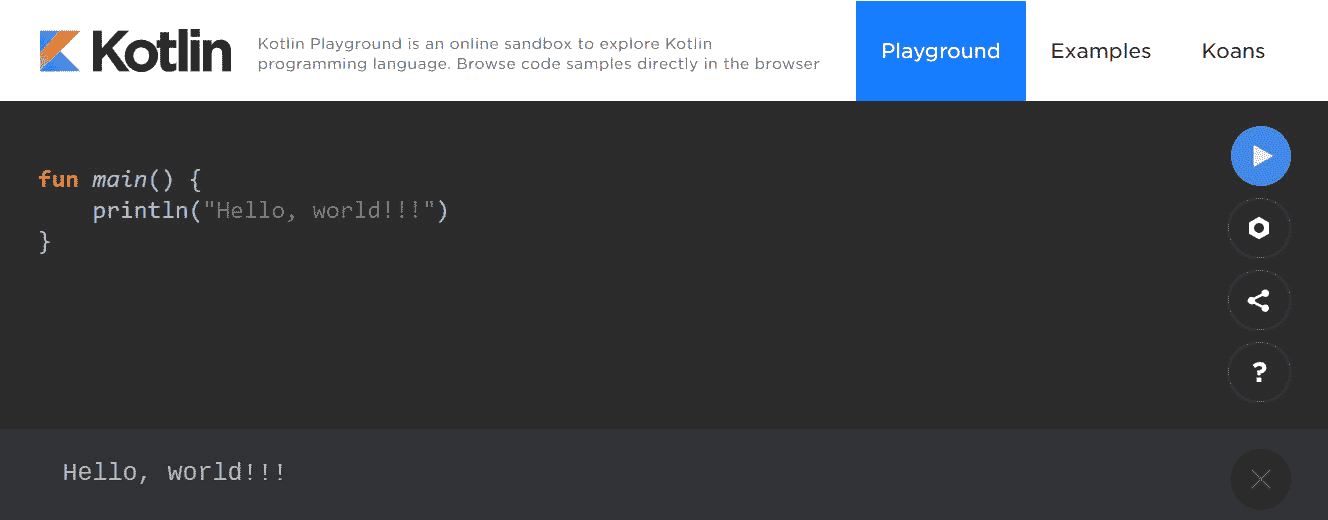 Kotlin
Kotlin Playground is an online sandbox to explore Kotlin
programming language. Browse code samples directly in the browser
Playground
Examples
Koans
fun main() {
    println("Hello, world!!!")
}
?
Hello, world!!!